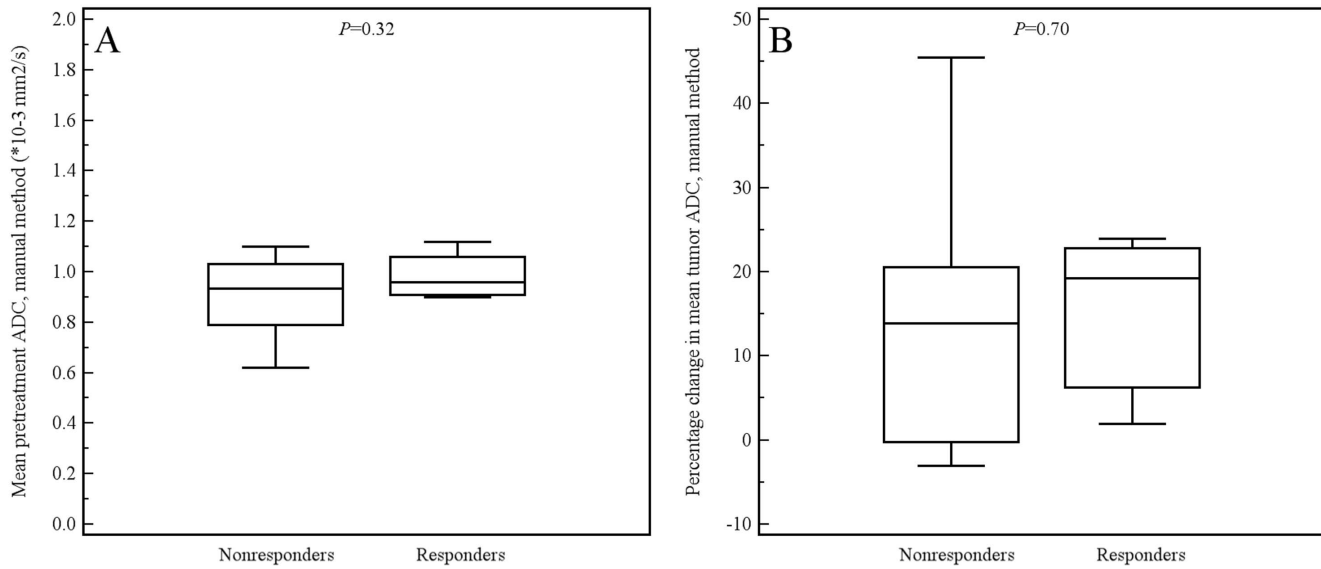 A
P=0.32
Mean pretreatment ADC, manual method (*10-3 mm2/s)
2.0
1.8
1.6
1.4
1.2
1.0
0.8
0.6
0.4
0.2
0.0
Nonresponders Responders
B
P=0.70
Percentage change in mean tumor ADC, manual method
50
40
30
20
10
0
-10
Nonresponders Responders